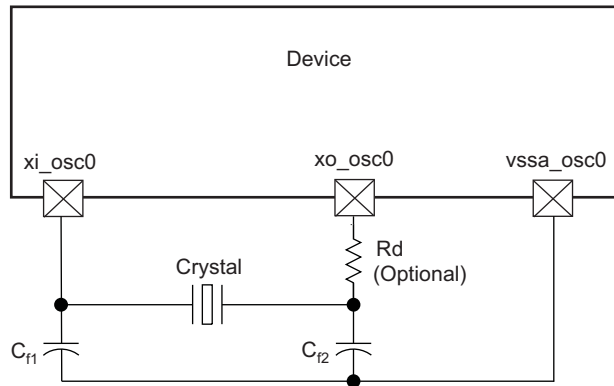 Device
xi_osc0
xo_osc0
vssa_osc0
Rd
(Optional)
Crystal
Cf1
Cf2